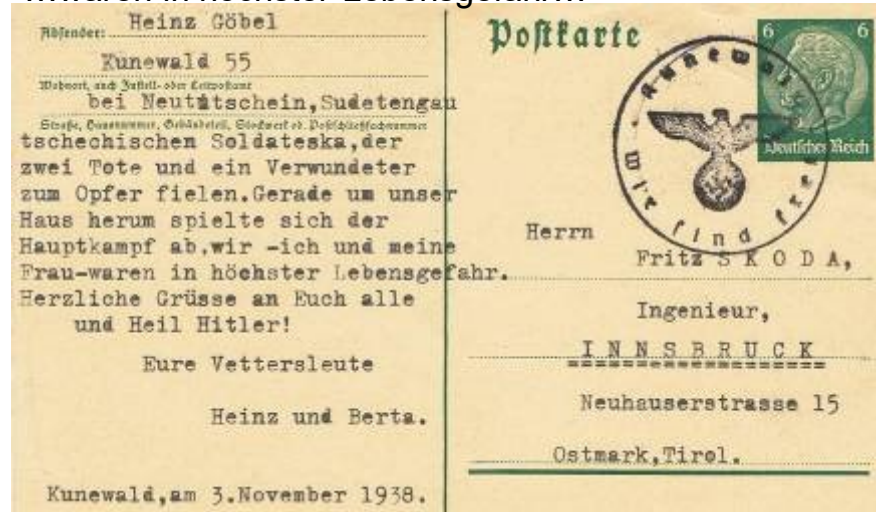 ...waren in höchster Lebensgefahr...
Absender: Heinz Göbel
Kunewald 55
Wohnort, auch Zustell- oder Leitpostamt
bei Neutitschein,Sudetengau
Straße, Hausnummer, Gebäudeteil, Stockwerk od. Postschließfachnummer
tschechischen Soldateska,der
zwei Tote und ein Verwundeter
zum Opfer fielen.Gerade um unser
Haus herum spielte sich der
Hauptkampf ab,wir -ich und meine
Frau-waren in höchster Lebensgefahr.
Herzliche Grüsse an Euch alle
und Heil Hitler!
Eure Vettersleute
Heinz und Berta.
Kunewald,am 3.November 1938.
Postkarte
6 6
Deutsches Reich
Kunewald
Wir sind frei
Herrn
Fritz S K O D A,
Ingenieur,
I N N S B R U C K
Neuhauserstrasse 15
Ostmark,Tirol.